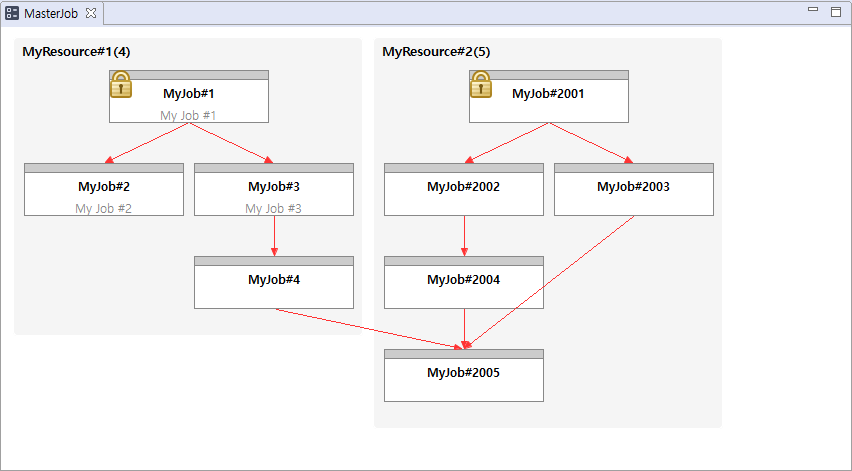 MasterJob
MyResource#1(4)
MyResource#2(5)
MyJob#1
My Job #1
MyJob#2001
MyJob#2
My Job #2
MyJob#3
My Job #3
MyJob#2002
MyJob#2003
MyJob#4
MyJob#2004
MyJob#2005